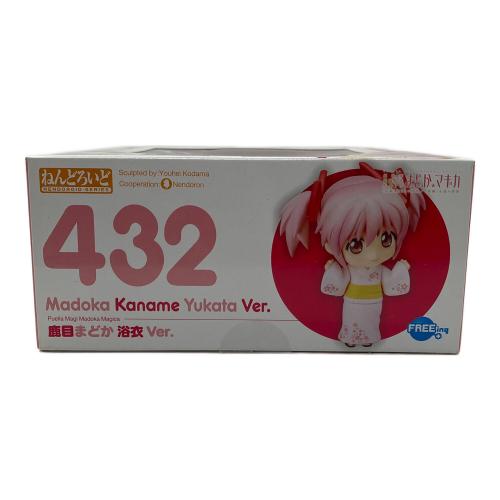 ねんどろいど
NENDOROID SERIES
Sculpted by:Youhei Kodama
Cooperation: Nendoron
432
Madoka Kaname Yukata Ver.
Puella Magi Madoka Magica
鹿目まどか 浴衣 Ver.
まどか☆マギカ
FREEing